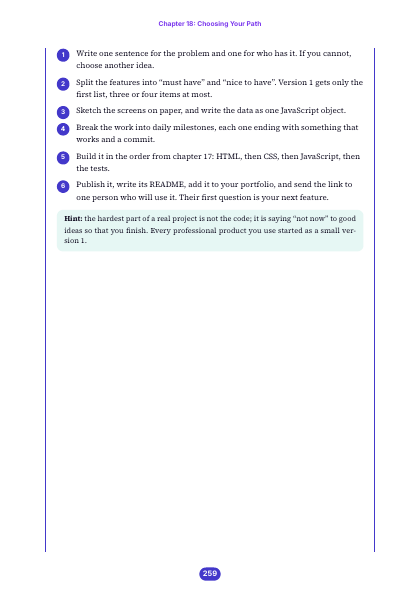 Chapter 18: Choosing Your Path
1 Write one sentence for the problem and one for who has it. If you cannot,
choose another idea.
2 Split the features into “must have” and “nice to have”. Version 1 gets only the
first list, three or four items at most.
3 Sketch the screens on paper, and write the data as one JavaScript object.
4 Break the work into daily milestones, each one ending with something that
works and a commit.
5 Build it in the order from chapter 17: HTML, then CSS, then JavaScript, then
the tests.
6 Publish it, write its README, add it to your portfolio, and send the link to
one person who will use it. Their first question is your next feature.
Hint: the hardest part of a real project is not the code; it is saying “not now” to good
ideas so that you finish. Every professional product you use started as a small ver-
sion 1.
259